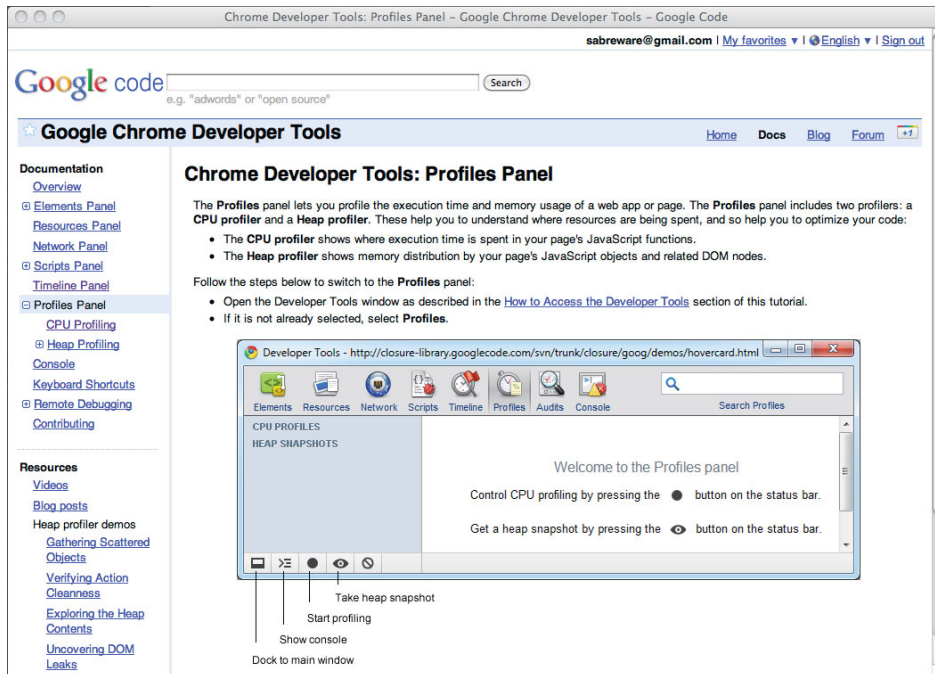 Chrome Developer Tools: Profiles Panel – Google Chrome Developer Tools – Google Code
sabreware@gmail.com | My favorites ▼ | English ▼ | Sign out
Google code
Search
e.g. "adwords" or "open source"
Google Chrome Developer Tools
Home Docs Blog Forum +1
Documentation
Overview
Elements Panel
Resources Panel
Network Panel
Scripts Panel
Timeline Panel
Profiles Panel
CPU Profiling
Heap Profiling
Console
Keyboard Shortcuts
Remote Debugging
Contributing
Resources
Videos
Blog posts
Heap profiler demos
Gathering Scattered
Objects
Verifying Action
Cleanness
Exploring the Heap
Contents
Uncovering DOM
Leaks
Chrome Developer Tools: Profiles Panel
The Profiles panel lets you profile the execution time and memory usage of a web app or page. The Profiles panel includes two profilers: a
CPU profiler and a Heap profiler. These help you to understand where resources are being spent, and so help you to optimize your code:
• The CPU profiler shows where execution time is spent in your page's JavaScript functions.
• The Heap profiler shows memory distribution by your page's JavaScript objects and related DOM nodes.
Follow the steps below to switch to the Profiles panel:
• Open the Developer Tools window as described in the How to Access the Developer Tools section of this tutorial.
• If it is not already selected, select Profiles.
Developer Tools - http://closure-library.googlecode.com/svn/trunk/closure/goog/demos/hovercard.html
Elements Resources Network Scripts Timeline Profiles Audits Console Search Profiles
CPU PROFILES
HEAP SNAPSHOTS
Welcome to the Profiles panel
Control CPU profiling by pressing the ● button on the status bar.
Get a heap snapshot by pressing the button on the status bar.
Take heap snapshot
Start profiling
Show console
Dock to main window